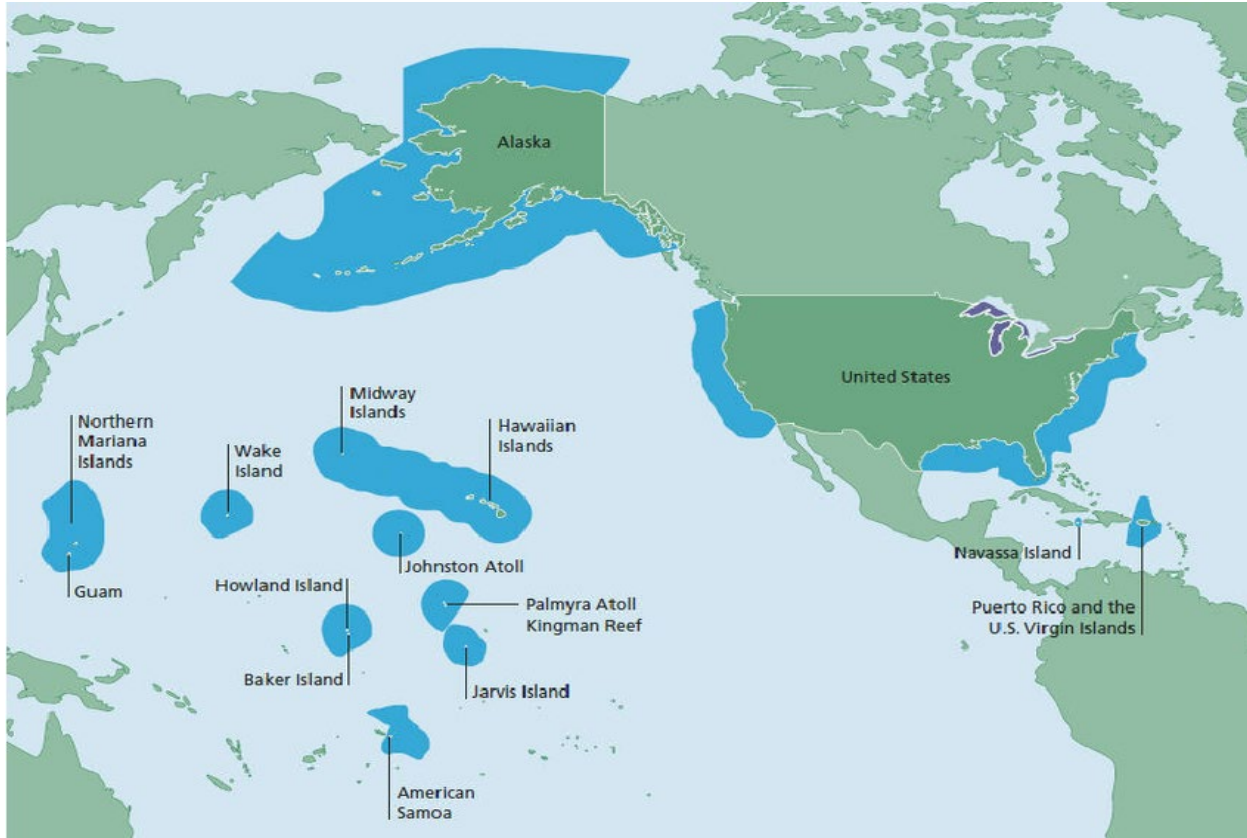 Alaska
United States
Midway
Islands
Hawaiian
Islands
Northern
Mariana
Islands
Wake
Island
Guam
Johnston Atoll
Howland Island
Palmyra Atoll
Kingman Reef
Baker Island
Jarvis Island
American
Samoa
Navassa Island
Puerto Rico and the
U.S. Virgin Islands